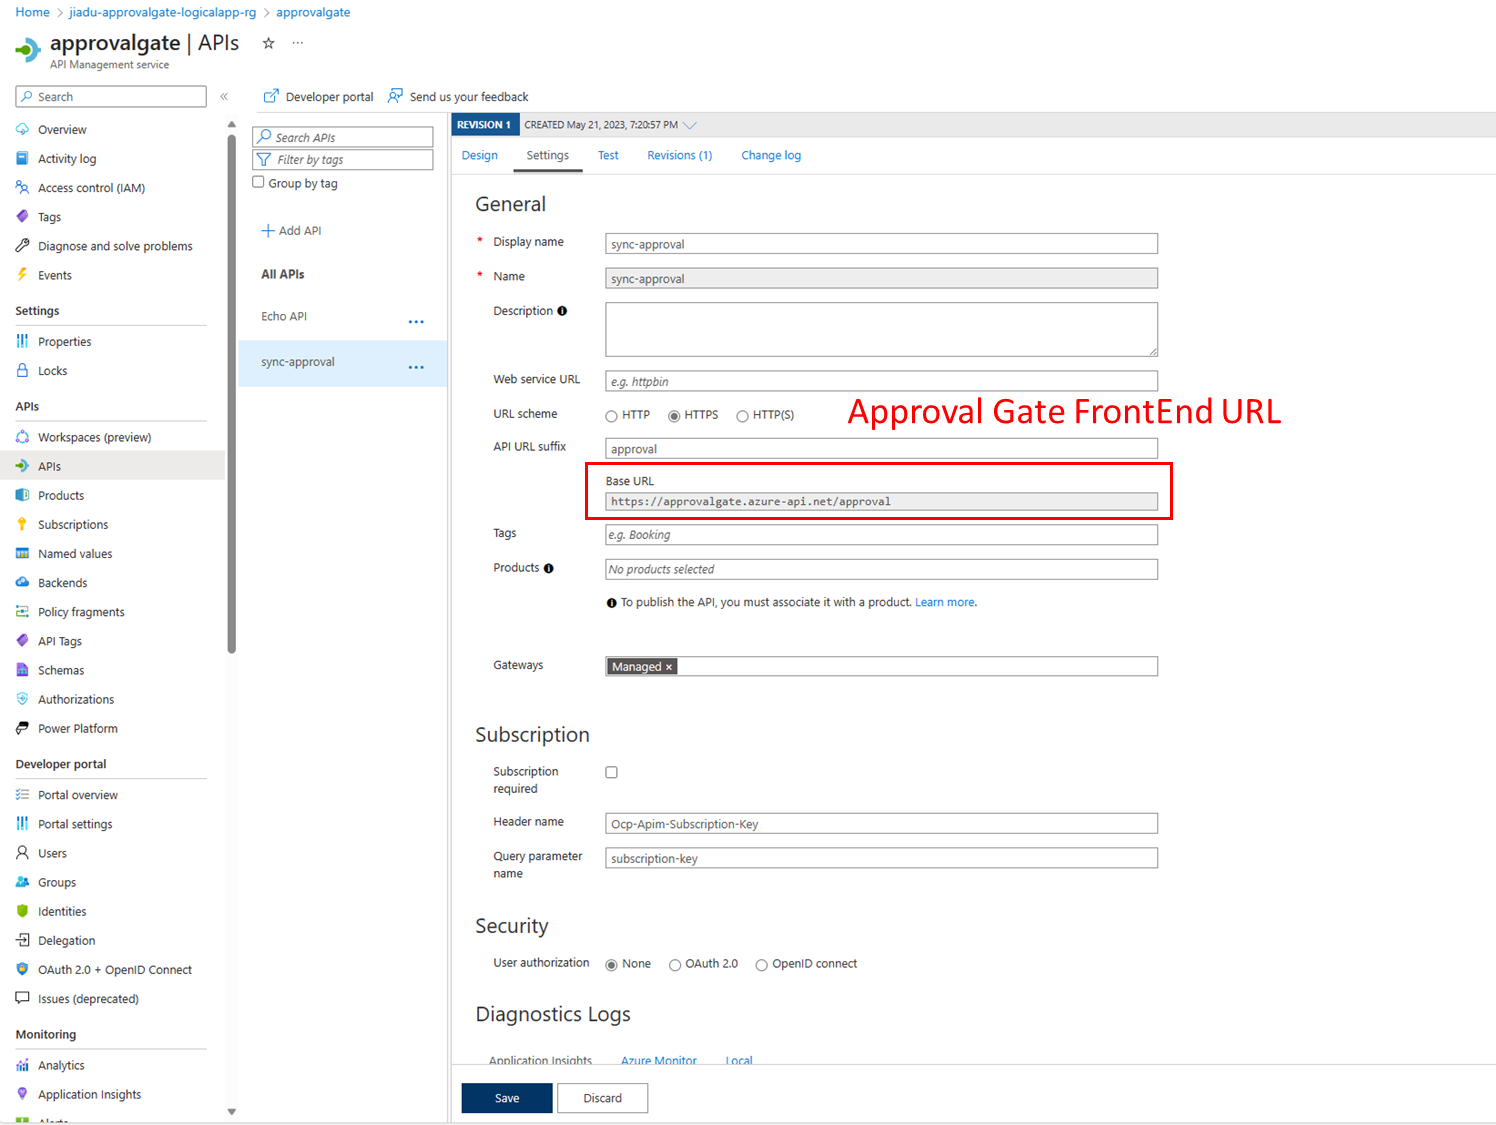 Home > jiadu-approvalgate-logicalapp-rg > approvalgate
approvalgate | APIs
API Management service
Search
Overview
Activity log
Access control (IAM)
Tags
Diagnose and solve problems
Events
Settings
Properties
Locks
APIs
Workspaces (preview)
APIs
Products
Subscriptions
Named values
Backends
Policy fragments
API Tags
Schemas
Authorizations
Power Platform
Developer portal
Portal overview
Portal settings
Users
Groups
Identities
Delegation
OAuth 2.0 + OpenID Connect
Issues (deprecated)
Monitoring
Analytics
Application Insights
Alerts
Developer portal
Send us your feedback
Search APIs
Filter by tags
Group by tag
Add API
All APIs
Echo API
sync-approval
REVISION 1 CREATED May 21, 2023, 7:20:57 PM
Design Settings Test Revisions (1) Change log
General
* Display name sync-approval
* Name sync-approval
Description
Web service URL e.g. httpbin
URL scheme HTTP HTTPS HTTP(S)
Approval Gate FrontEnd URL
API URL suffix approval
Base URL
https://approvalgate.azure-api.net/approval
Tags e.g. Booking
Products No products selected
To publish the API, you must associate it with a product. Learn more.
Gateways Managed ×
Subscription
Subscription
required
Header name Ocp-Apim-Subscription-Key
Query parameter
name subscription-key
Security
User authorization None OAuth 2.0 OpenID connect
Diagnostics Logs
Application Insights Azure Monitor Local
Save Discard